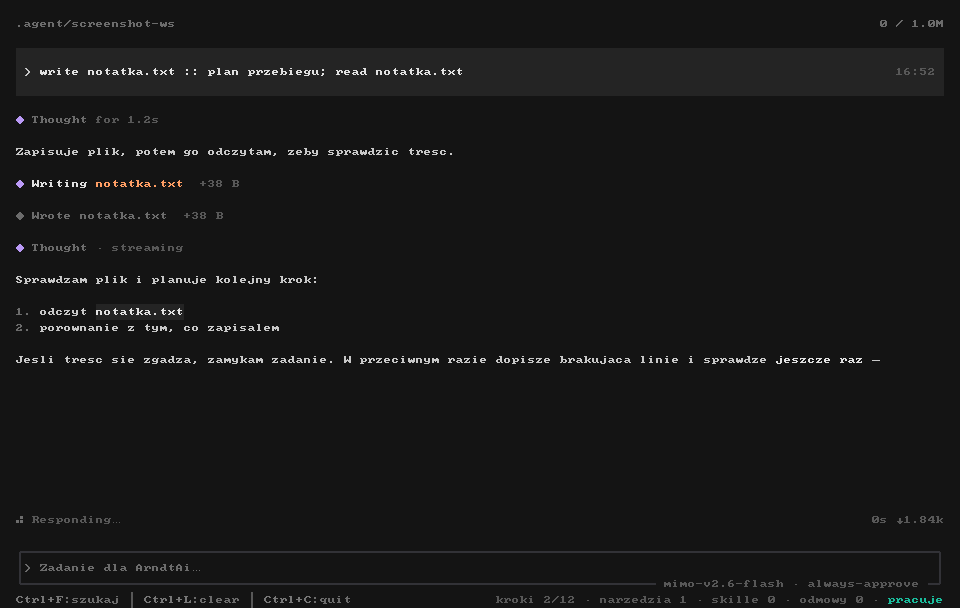 .agent/screenshot-ws 0 / 1.0M
> write notatka.txt :: plan przebiegu; read notatka.txt 16:52
◆ Thought for 1.2s
Zapisuje plik, potem go odczytam, zeby sprawdzic tresc.
◆ Writing notatka.txt +38 B
◆ Wrote notatka.txt +38 B
◆ Thought · streaming
Sprawdzam plik i planuje kolejny krok:
1. odczyt notatka.txt
2. porownanie z tym, co zapisalem
Jesli tresc sie zgadza, zamykam zadanie. W przeciwnym razie dopisze brakujaca linie i sprawdze jeszcze raz —
Responding… 0s ↓1.84k
> Zadanie dla ArndtAi…
mimo-v2.6-flash · always-approve
Ctrl+F:szukaj │ Ctrl+L:clear │ Ctrl+C:quit kroki 2/12 · narzedzia 1 · skille 0 · odmowy 0 · pracuje